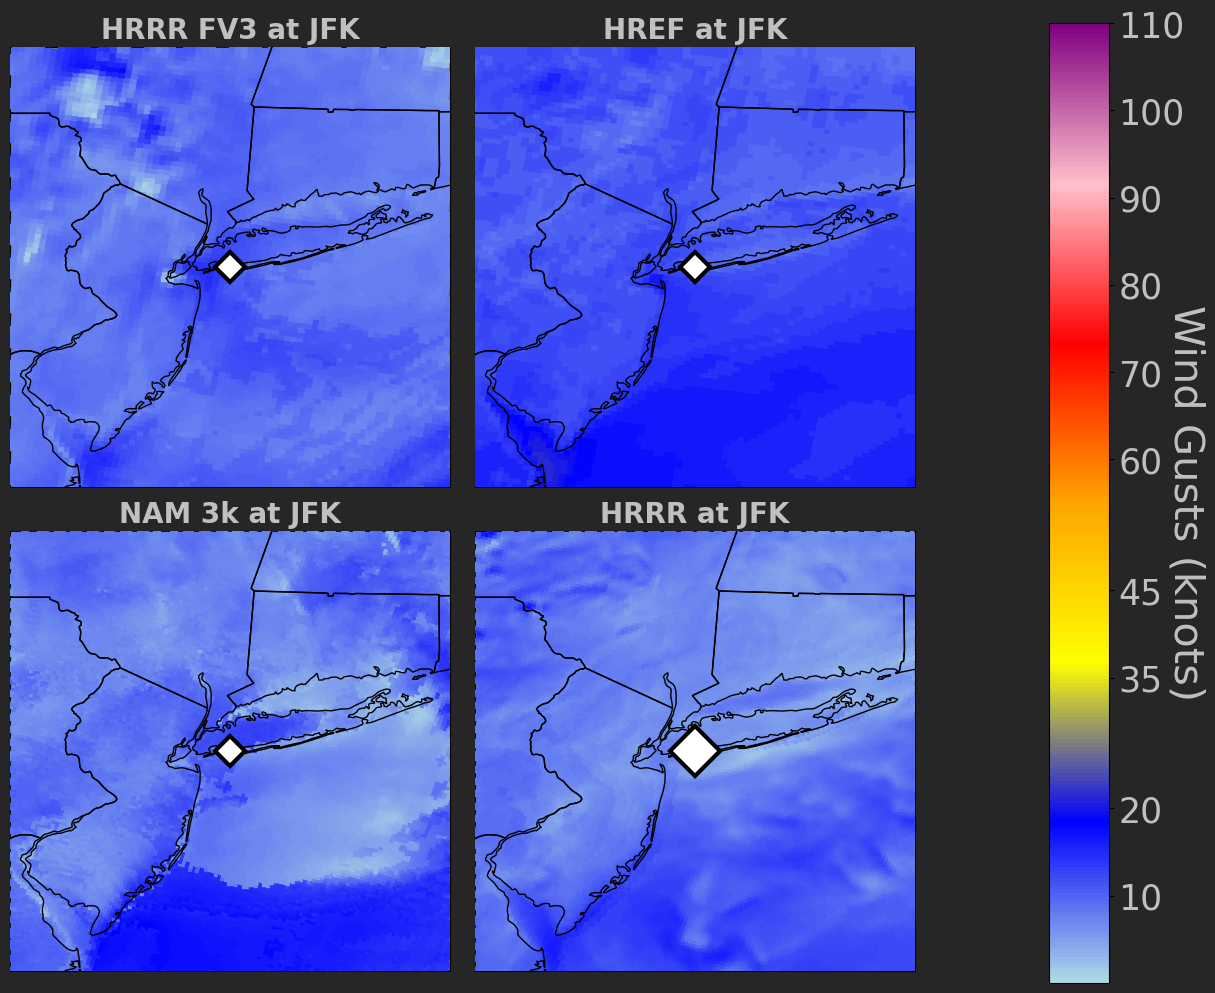 HRRR FV3 at JFK
HREF at JFK
NAM 3k at JFK
HRRR at JFK
110
100
90
80
70
60
45
35
20
10
Wind Gusts (knots)